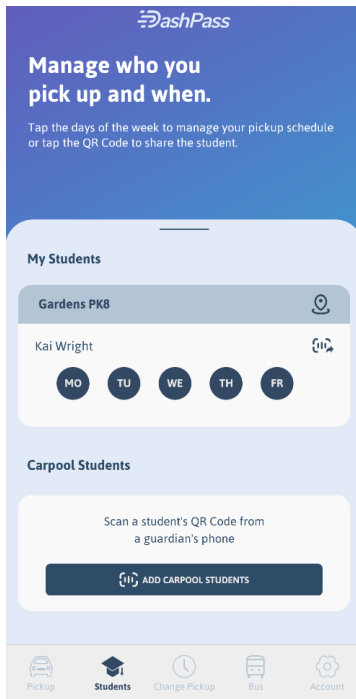 DashPass
Manage who you
pick up and when.
Tap the days of the week to manage your pickup schedule
or tap the QR Code to share the student.
My Students
Gardens PK8
Kai Wright
MO TU WE TH FR
Carpool Students
Scan a student's QR Code from
a guardian's phone
ADD CARPOOL STUDENTS
Pickup Students Change Pickup Bus Account